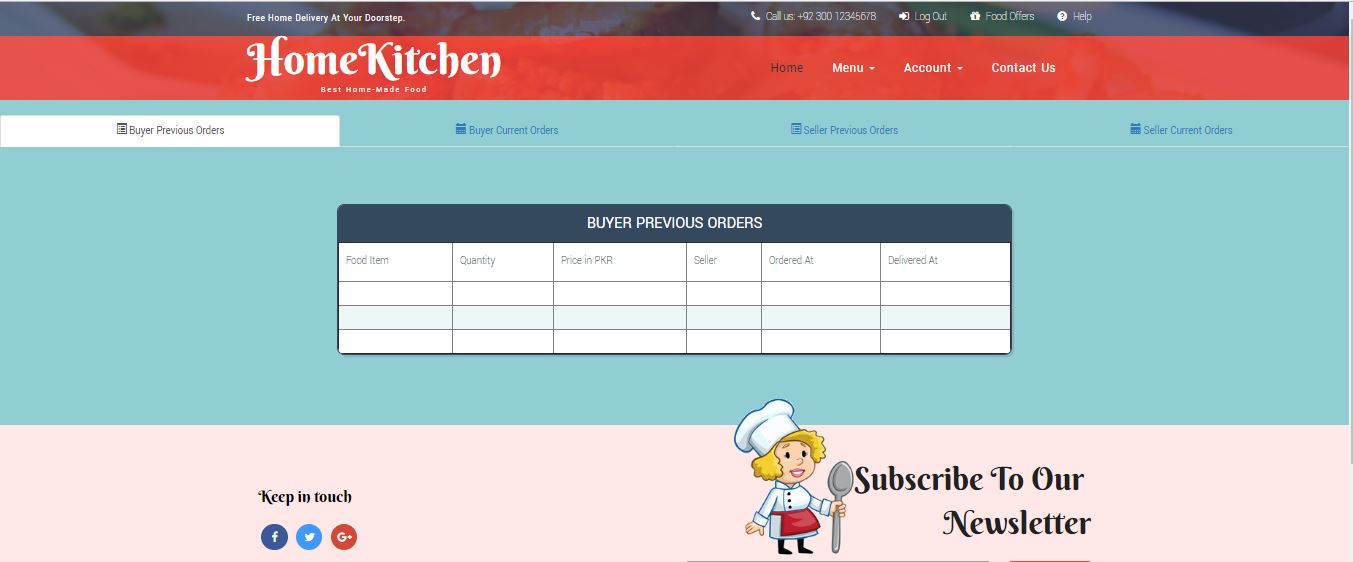 Free Home Delivery At Your Doorstep.
Call us: +92 300 12345678 Log Out Food Offers Help
HomeKitchen
Best Home-Made Food
Home Menu Account Contact Us
Buyer Previous Orders Buyer Current Orders Seller Previous Orders Seller Current Orders
BUYER PREVIOUS ORDERS
Food Item Quantity Price in PKR Seller Ordered At Delivered At
Subscribe To Our
Newsletter
Keep in touch